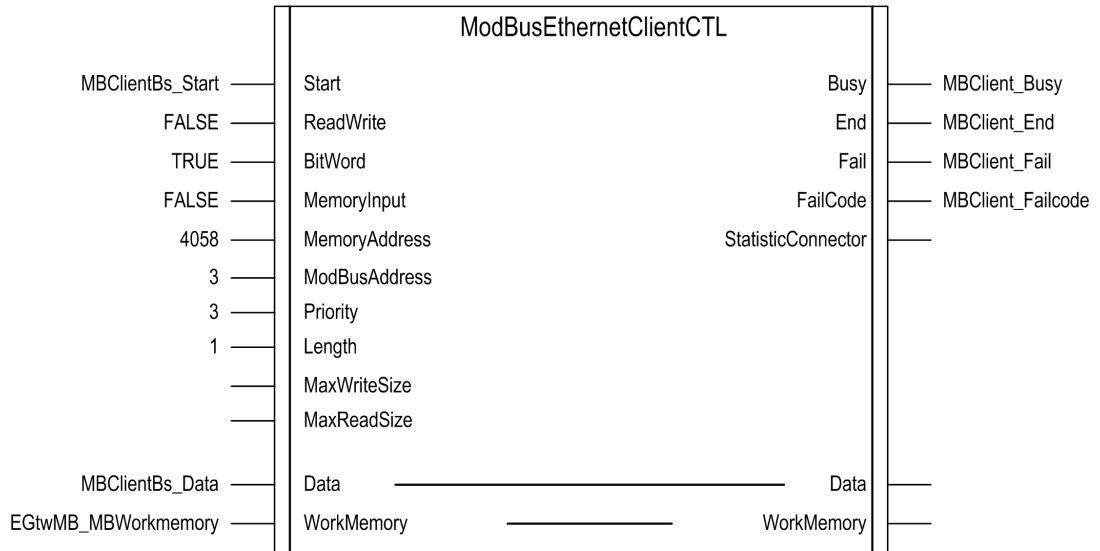 ModBusEthernetClientCTL
MBClientBs_Start Start Busy MBClient_Busy
FALSE ReadWrite End MBClient_End
TRUE BitWord Fail MBClient_Fail
FALSE MemoryInput FailCode MBClient_Failcode
4058 MemoryAddress StatisticConnector
3 ModBusAddress
3 Priority
1 Length
MaxWriteSize
MaxReadSize
MBClientBs_Data Data Data
EGtwMB_MBWorkmemory WorkMemory WorkMemory